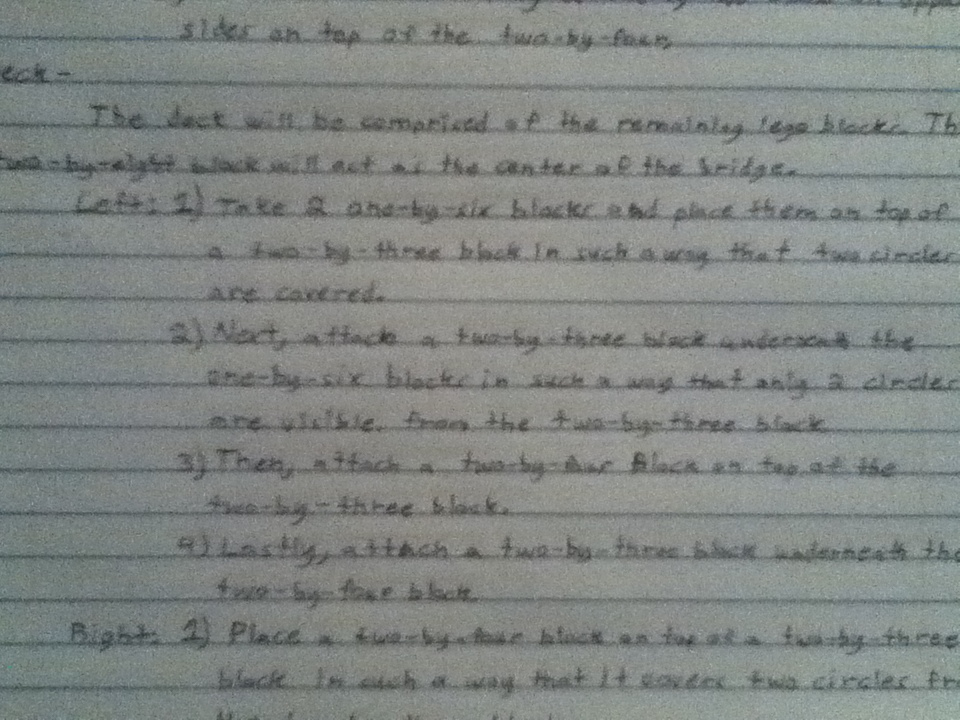 sides on top of the two-by-four
eck-
The deck will be comprised of the remaining lego blocks. Th
two-by-eight block will act as the center of the bridge.
Left: 1) Take 2 one-by-six blocks and place them on top of
a two-by-three block in such a way that two circles
are covered.
2) Next, attach a two-by-three block underneath the
one-by-six blocks in such a way that only 2 circles
are visible. from the two-by-three block
3) Then, attach a two-by-four Block on top of the
two-by-three block.
4) Lastly, attach a two-by-three block underneath the
two-by-four block.
Right: 1) Place a two-by-four block on top of a two-by-three
block in such a way that it covers two circles fr